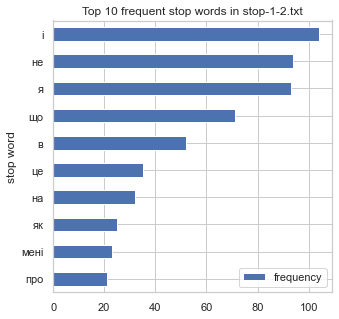 Top 10 frequent stop words in stop-1-2.txt
stop word
і
не
я
що
в
це
на
як
мені
про
frequency
0 20 40 60 80 100